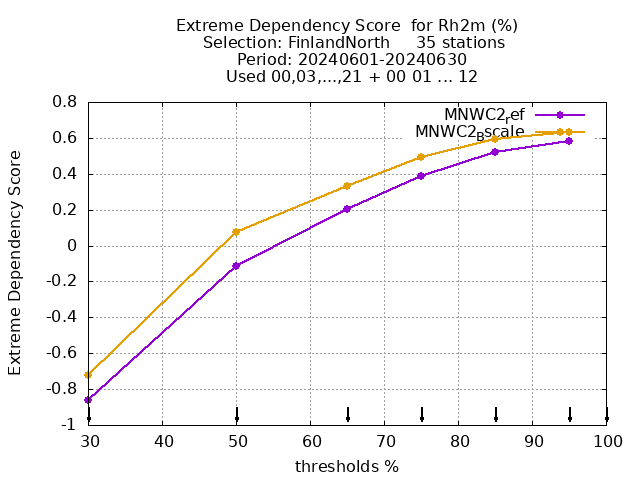 Extreme Dependency Score  for Rh2m (%)
Selection: FinlandNorth     35 stations
Period: 20240601-20240630
Used 00,03,...,21 + 00 01 ... 12
MNWC2ref
MNWC2Bscale
Extreme Dependency Score
0.8
0.6
0.4
0.2
0
-0.2
-0.4
-0.6
-0.8
-1
30 40 50 60 70 80 90 100
thresholds %